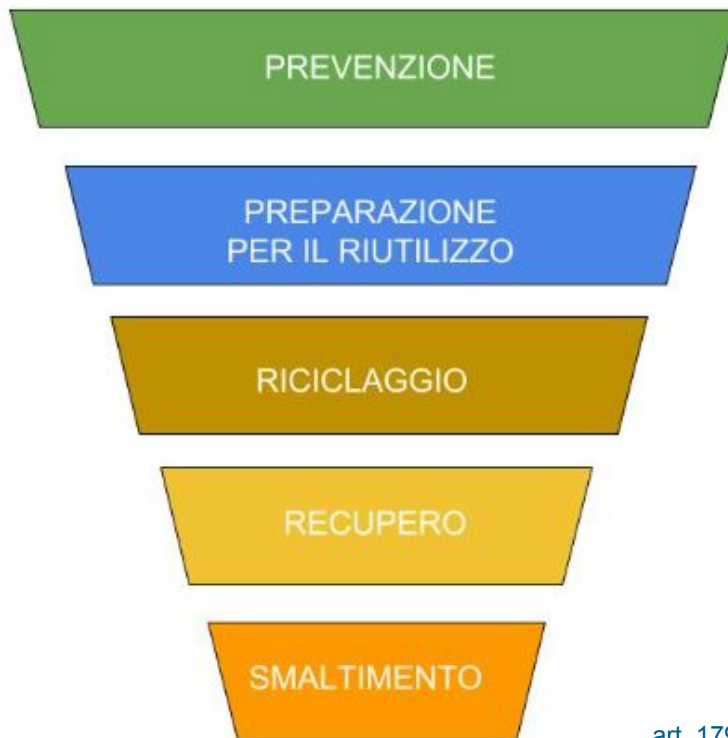 PREVENZIONE
PREPARAZIONE
PER IL RIUTILIZZO
RICICLAGGIO
RECUPERO
SMALTIMENTO
art.